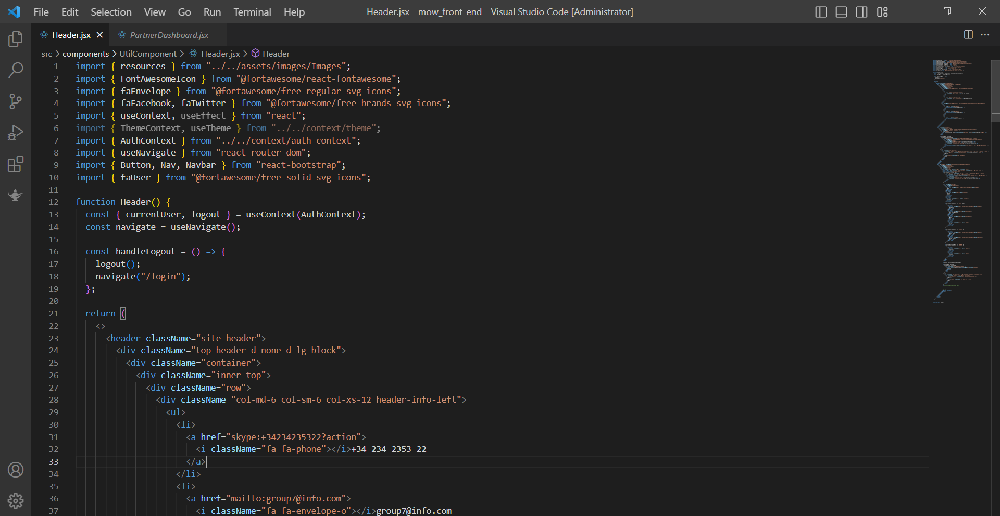 File Edit Selection View Go Run Terminal Help Header.jsx - mow_front-end - Visual Studio Code [Administrator]
Header.jsx PartnerDashboard.jsx
src > components > UtilComponent > Header.jsx > Header
1 import { resources } from "../../assets/images/Images";
2 import { FontAwesomeIcon } from "@fortawesome/react-fontawesome";
3 import { faEnvelope } from "@fortawesome/free-regular-svg-icons";
4 import { faFacebook, faTwitter } from "@fortawesome/free-brands-svg-icons";
5 import { useContext, useEffect } from "react";
6 import { ThemeContext, useTheme } from "../../context/theme";
7 import { AuthContext } from "../../context/auth-context";
8 import { useNavigate } from "react-router-dom";
9 import { Button, Nav, Navbar } from "react-bootstrap";
10 import { faUser } from "@fortawesome/free-solid-svg-icons";
11
12 function Header() {
13 const { currentUser, logout } = useContext(AuthContext);
14 const navigate = useNavigate();
15
16 const handleLogout = () => {
17 logout();
18 navigate("/login");
19 };
20
21 return (
22 <>
23 <header className="site-header">
24 <div className="top-header d-none d-lg-block">
25 <div className="container">
26 <div className="inner-top">
27 <div className="row">
28 <div className="col-md-6 col-sm-6 col-xs-12 header-info-left">
29 <ul>
30 <li>
31 <a href="skype:+34234235322?action">
32 <i className="fa fa-phone"></i>+34 234 2353 22
33 </a>
34 </li>
35 <li>
36 <a href="mailto:group7@info.com">
37 <i className="fa fa-envelope-o"></i>group7@info.com